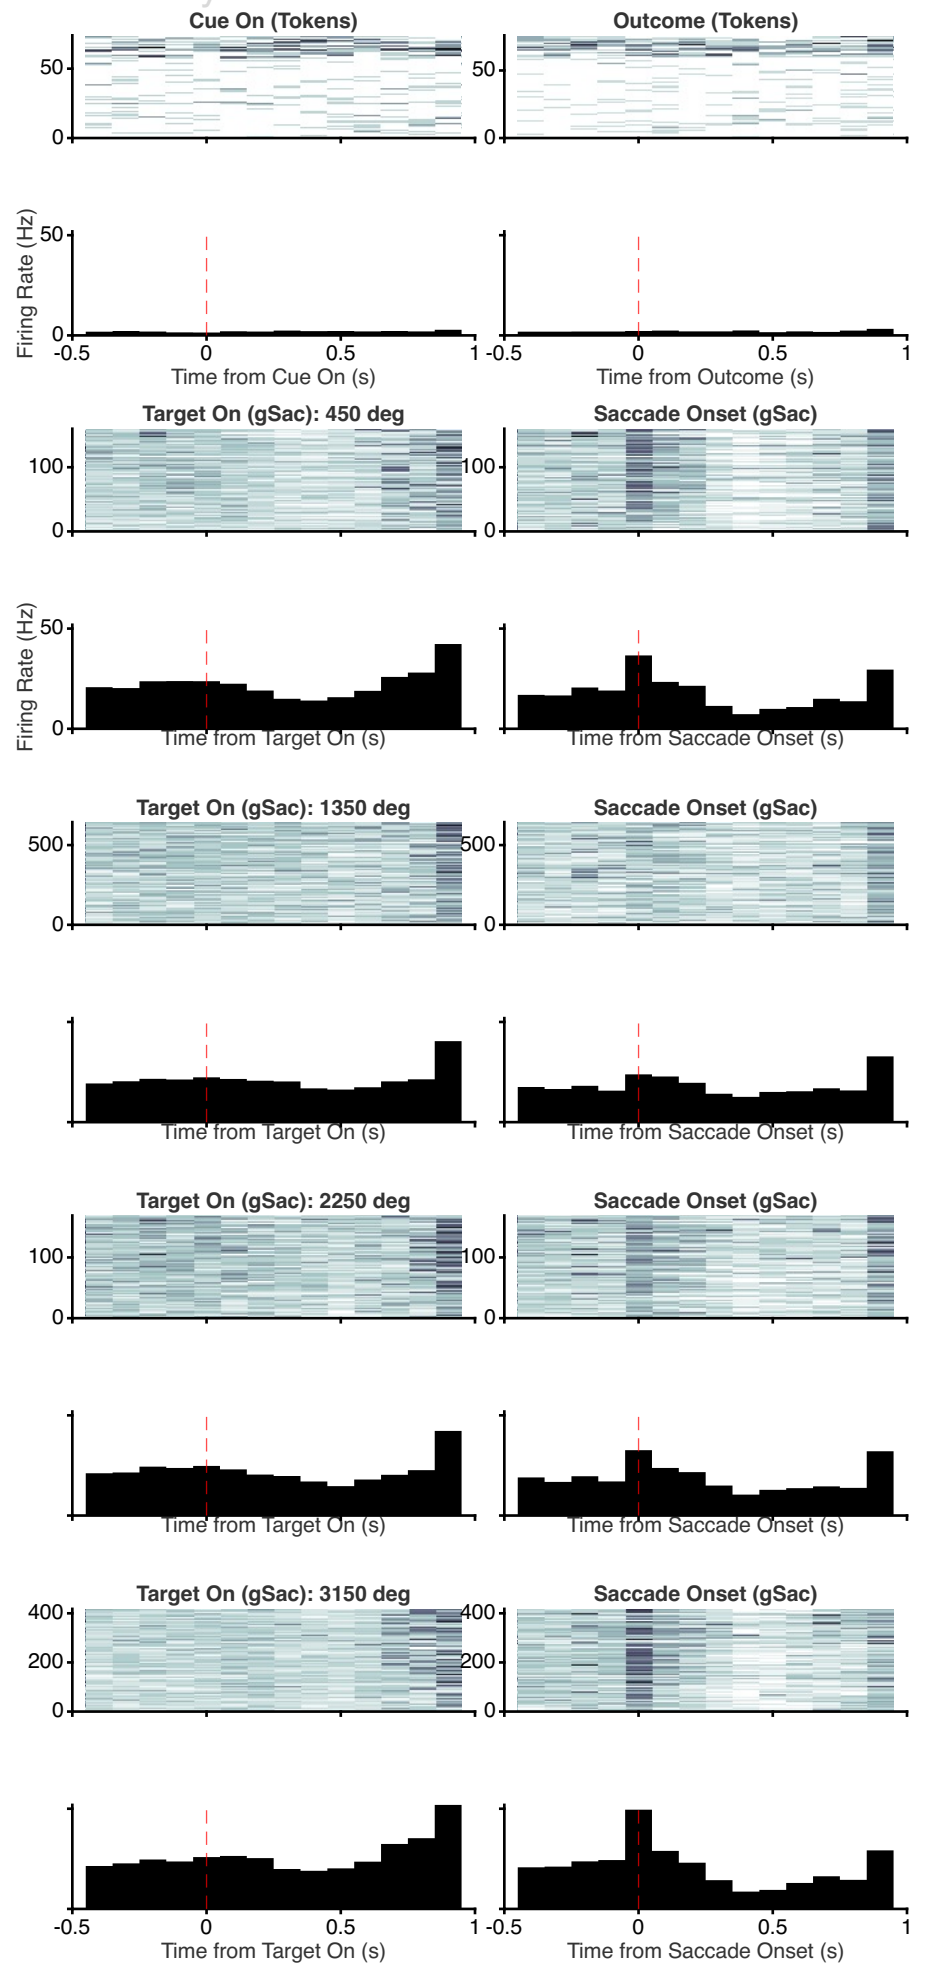 Cue On (Tokens) Outcome (Tokens)
50 50
0 0
Firing Rate (Hz)
50
0
-0.5 0 0.5 1 -0.5 0 0.5 1
Time from Cue On (s) Time from Outcome (s)
Target On (gSac): 450 deg Saccade Onset (gSac)
100 100
0 0
Firing Rate (Hz)
50
0
Time from Target On (s) Time from Saccade Onset (s)
Target On (gSac): 1350 deg Saccade Onset (gSac)
500 500
0 0
Time from Target On (s) Time from Saccade Onset (s)
Target On (gSac): 2250 deg Saccade Onset (gSac)
100 100
0 0
Time from Target On (s) Time from Saccade Onset (s)
Target On (gSac): 3150 deg Saccade Onset (gSac)
400 400
200 200
0 0
-0.5 0 0.5 1 -0.5 0 0.5 1
Time from Target On (s) Time from Saccade Onset (s)